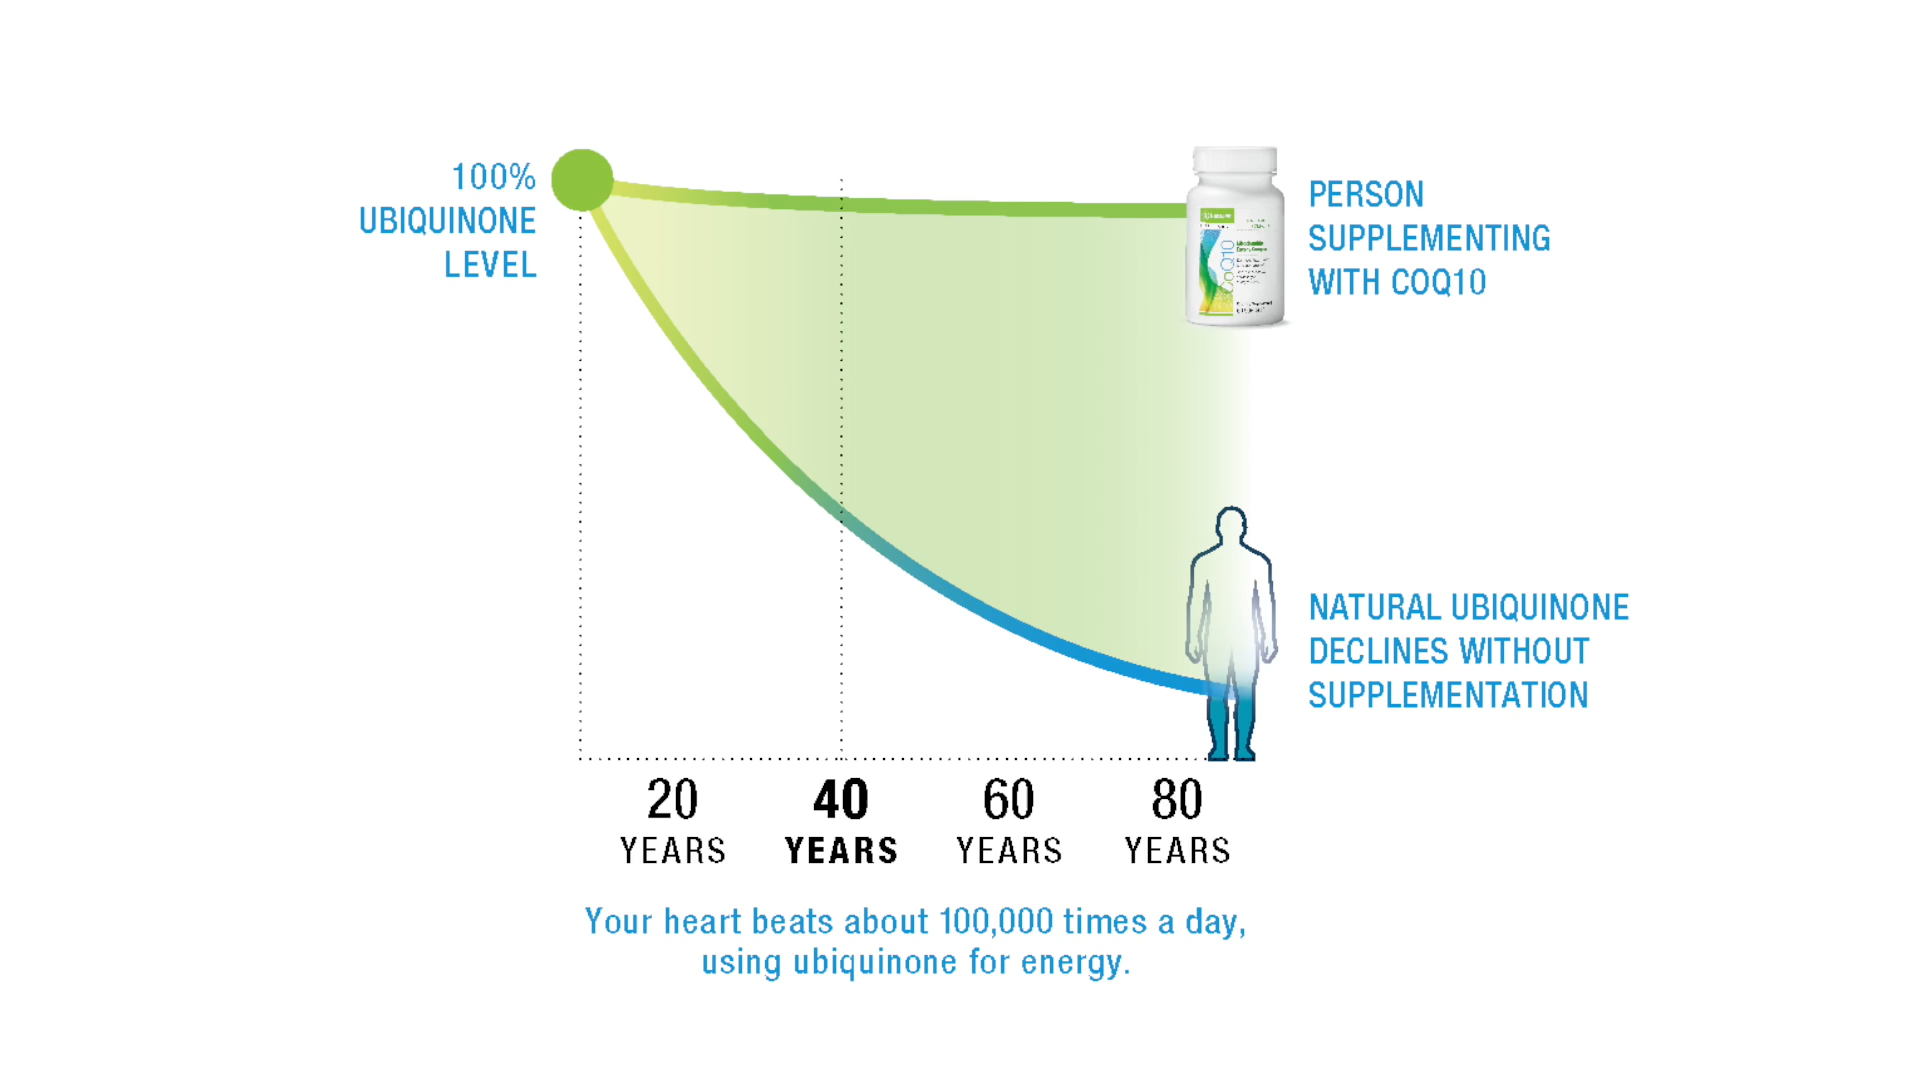 100%
UBIQUINONE
LEVEL
PERSON
SUPPLEMENTING
WITH COQ10
CoQ10
NATURAL UBIQUINONE
DECLINES WITHOUT
SUPPLEMENTATION
20
YEARS
40
YEARS
60
YEARS
80
YEARS
Your heart beats about 100,000 times a day,
using ubiquinone for energy.